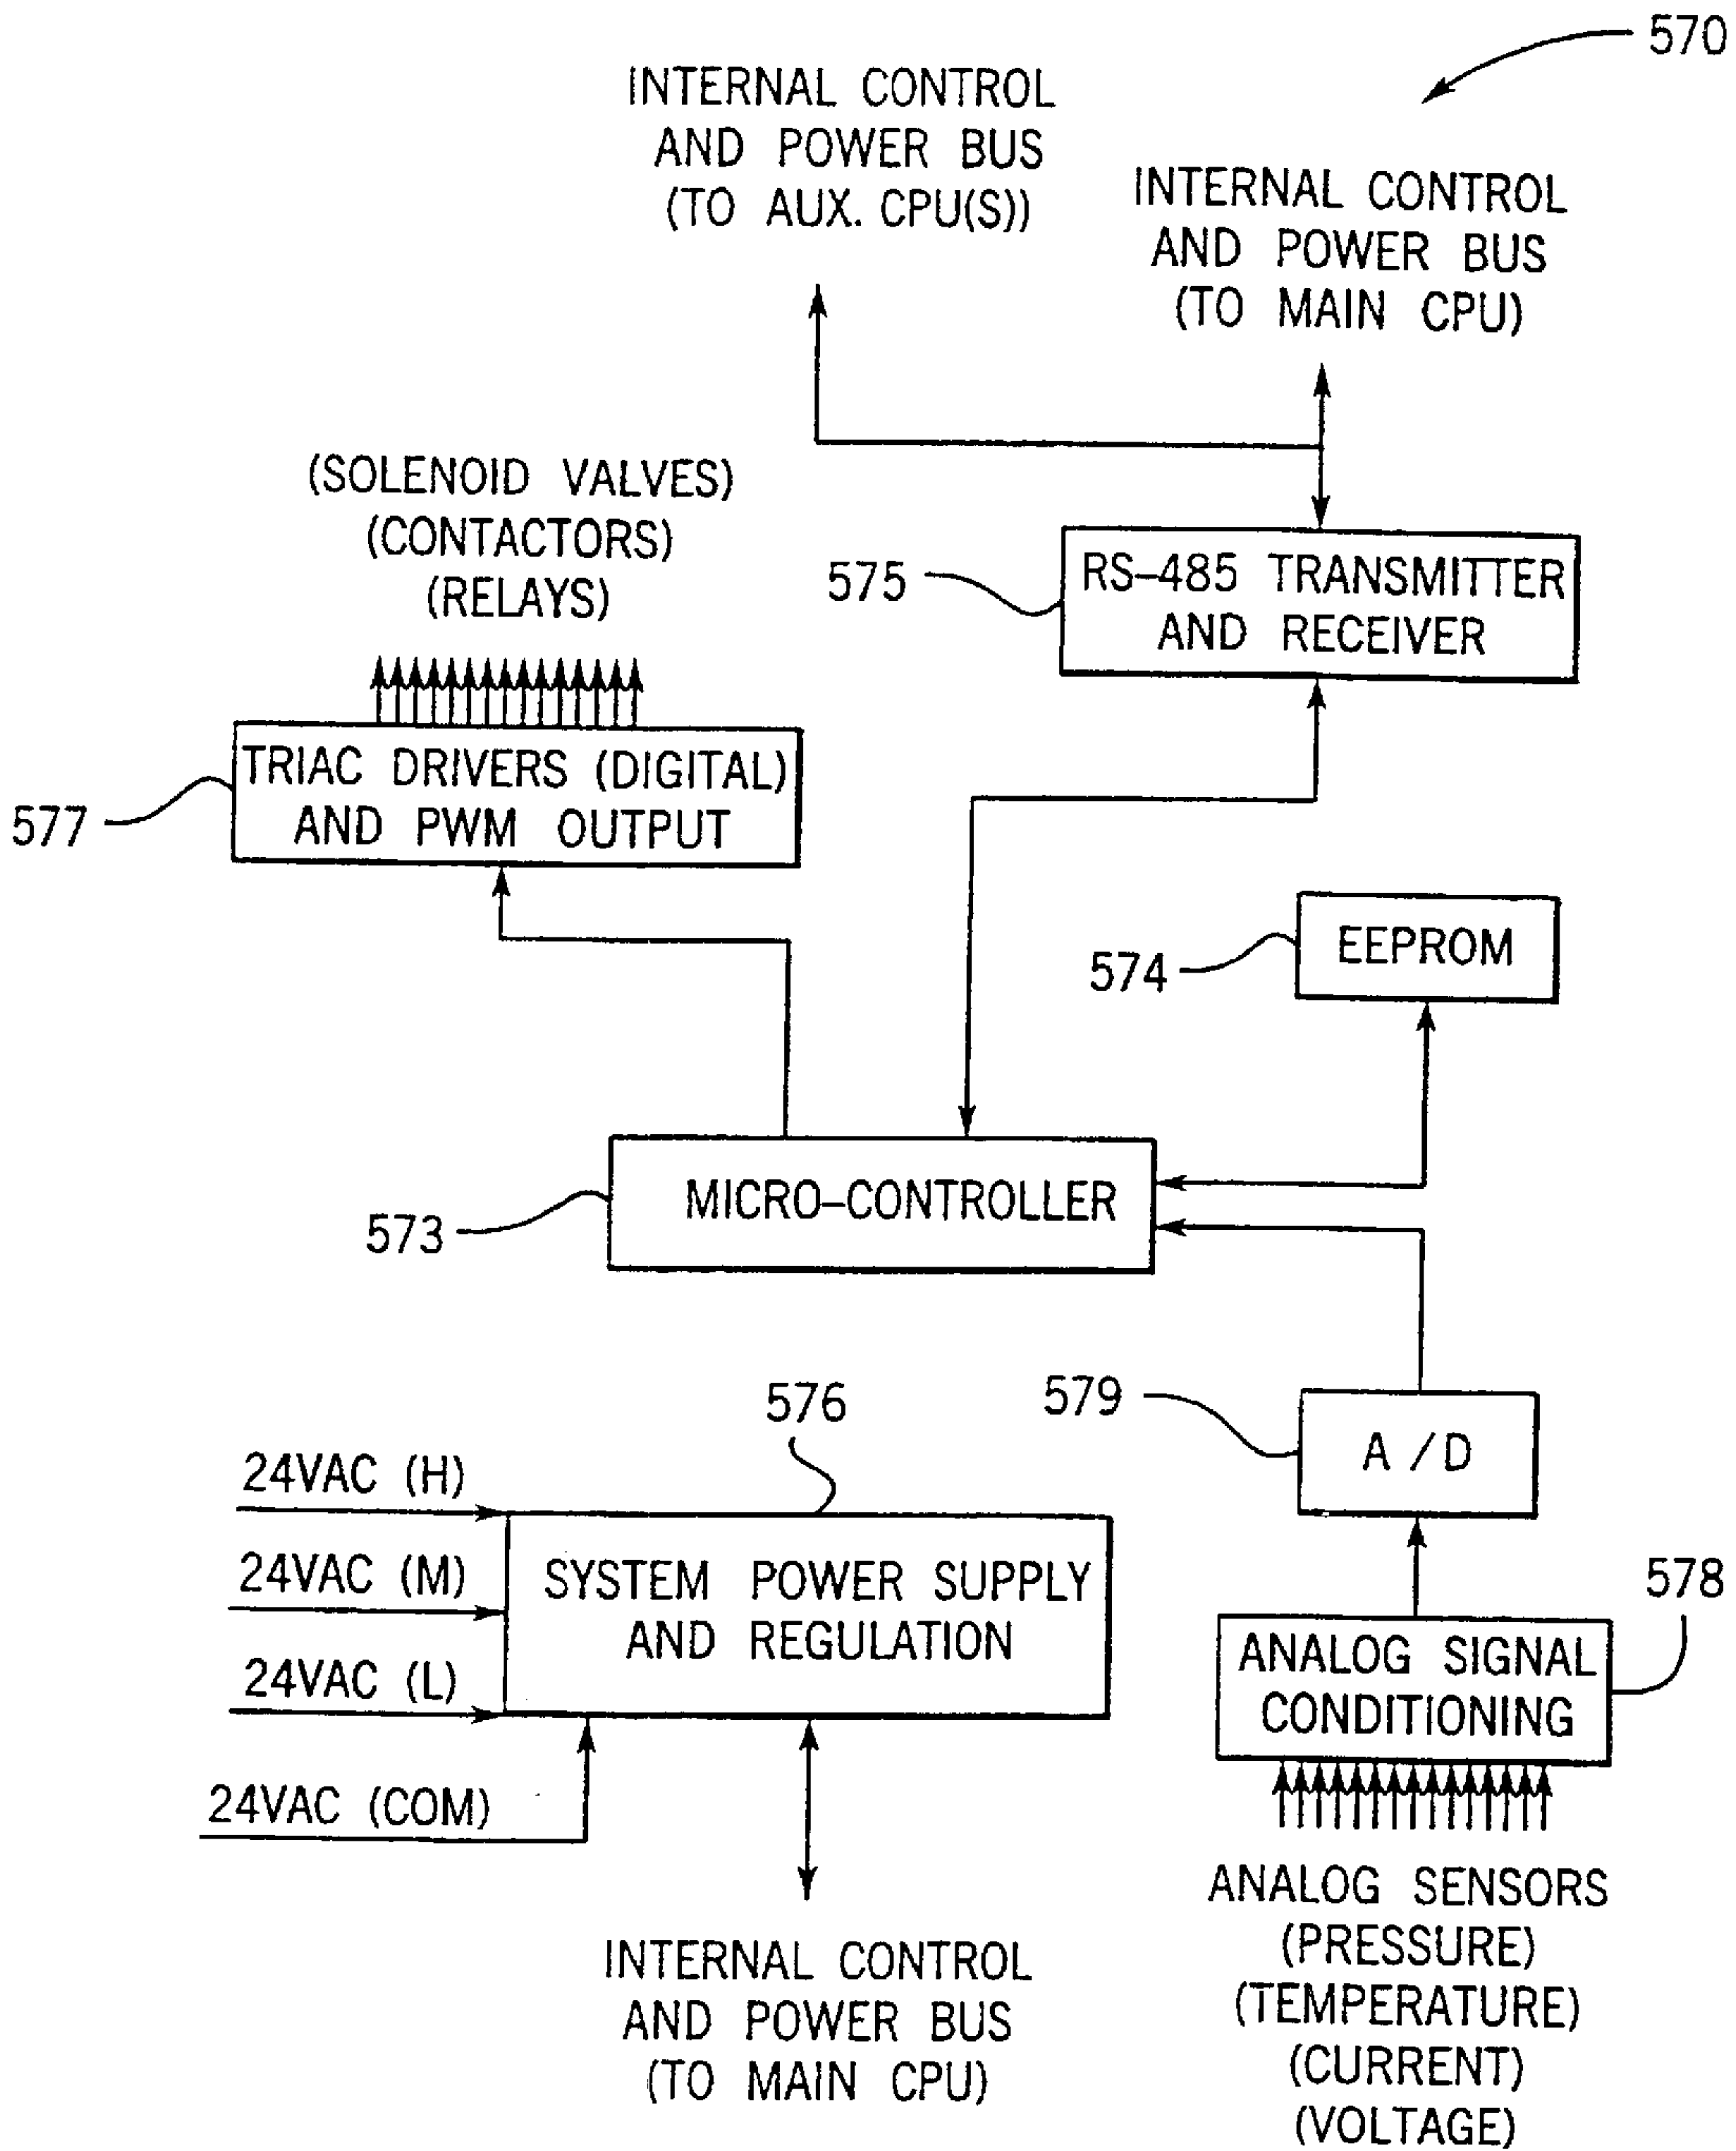 570
INTERNAL CONTROL
AND POWER BUS
(TO AUX. CPU(S))
INTERNAL CONTROL
AND POWER BUS
(TO MAIN CPU)
(SOLENOID VALVES)
(CONTACTORS)
(RELAYS)
575
RS-485 TRANSMITTER
AND RECEIVER
577
TRIAC DRIVERS (DIGITAL)
AND PWM OUTPUT
574
EEPROM
573
MICRO-CONTROLLER
576
579
A/D
24VAC (H)
24VAC (M)
24VAC (L)
24VAC (COM)
SYSTEM POWER SUPPLY
AND REGULATION
578
ANALOG SIGNAL
CONDITIONING
INTERNAL CONTROL
AND POWER BUS
(TO MAIN CPU)
ANALOG SENSORS
(PRESSURE)
(TEMPERATURE)
(CURRENT)
(VOLTAGE)